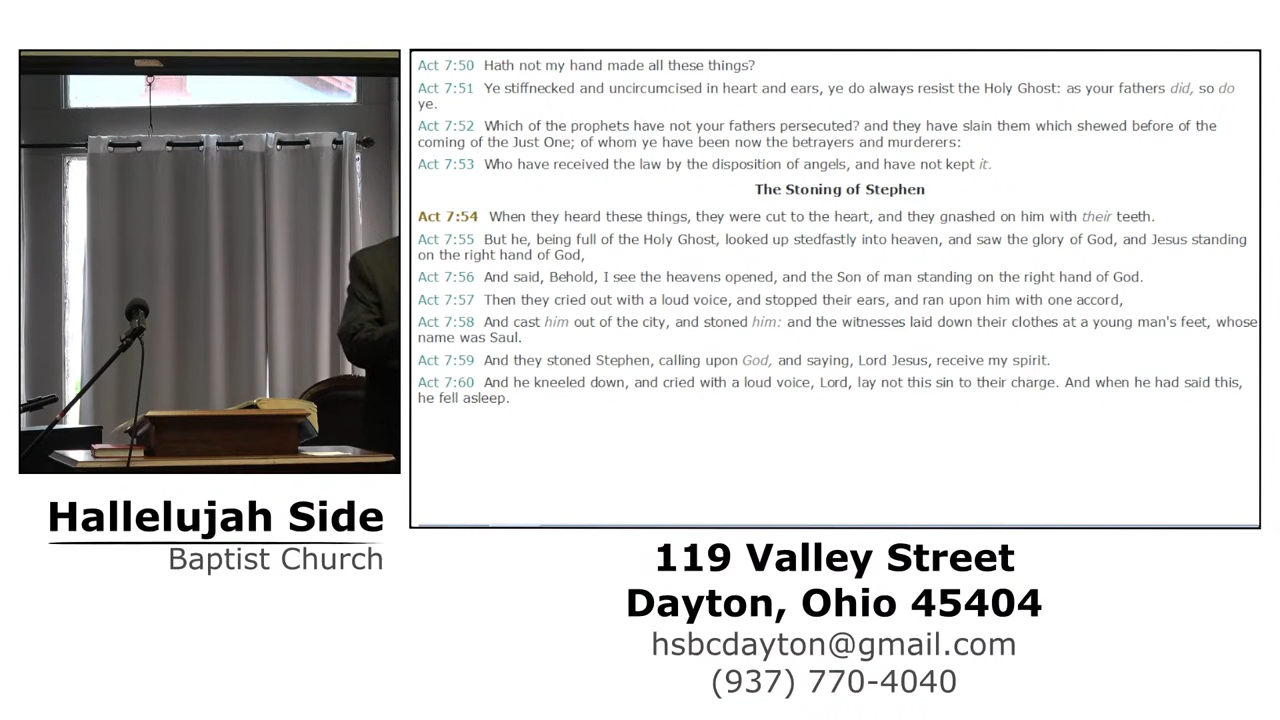 Act 7:50 Hath not my hand made all these things?
Act 7:51 Ye stiffnecked and uncircumcised in heart and ears, ye do always resist the Holy Ghost: as your fathers did, so do
ye.
Act 7:52 Which of the prophets have not your fathers persecuted? and they have slain them which shewed before of the
coming of the Just One; of whom ye have been now the betrayers and murderers:
Act 7:53 Who have received the law by the disposition of angels, and have not kept it.
The Stoning of Stephen
Act 7:54 When they heard these things, they were cut to the heart, and they gnashed on him with their teeth.
Act 7:55 But he, being full of the Holy Ghost, looked up stedfastly into heaven, and saw the glory of God, and Jesus standing
on the right hand of God,
Act 7:56 And said, Behold, I see the heavens opened, and the Son of man standing on the right hand of God.
Act 7:57 Then they cried out with a loud voice, and stopped their ears, and ran upon him with one accord,
Act 7:58 And cast him out of the city, and stoned him: and the witnesses laid down their clothes at a young man's feet, whose
name was Saul.
Act 7:59 And they stoned Stephen, calling upon God, and saying, Lord Jesus, receive my spirit.
Act 7:60 And he kneeled down, and cried with a loud voice, Lord, lay not this sin to their charge. And when he had said this,
he fell asleep.
Hallelujah Side
Baptist Church
119 Valley Street
Dayton, Ohio 45404
hsbcdayton@gmail.com
(937) 770-4040